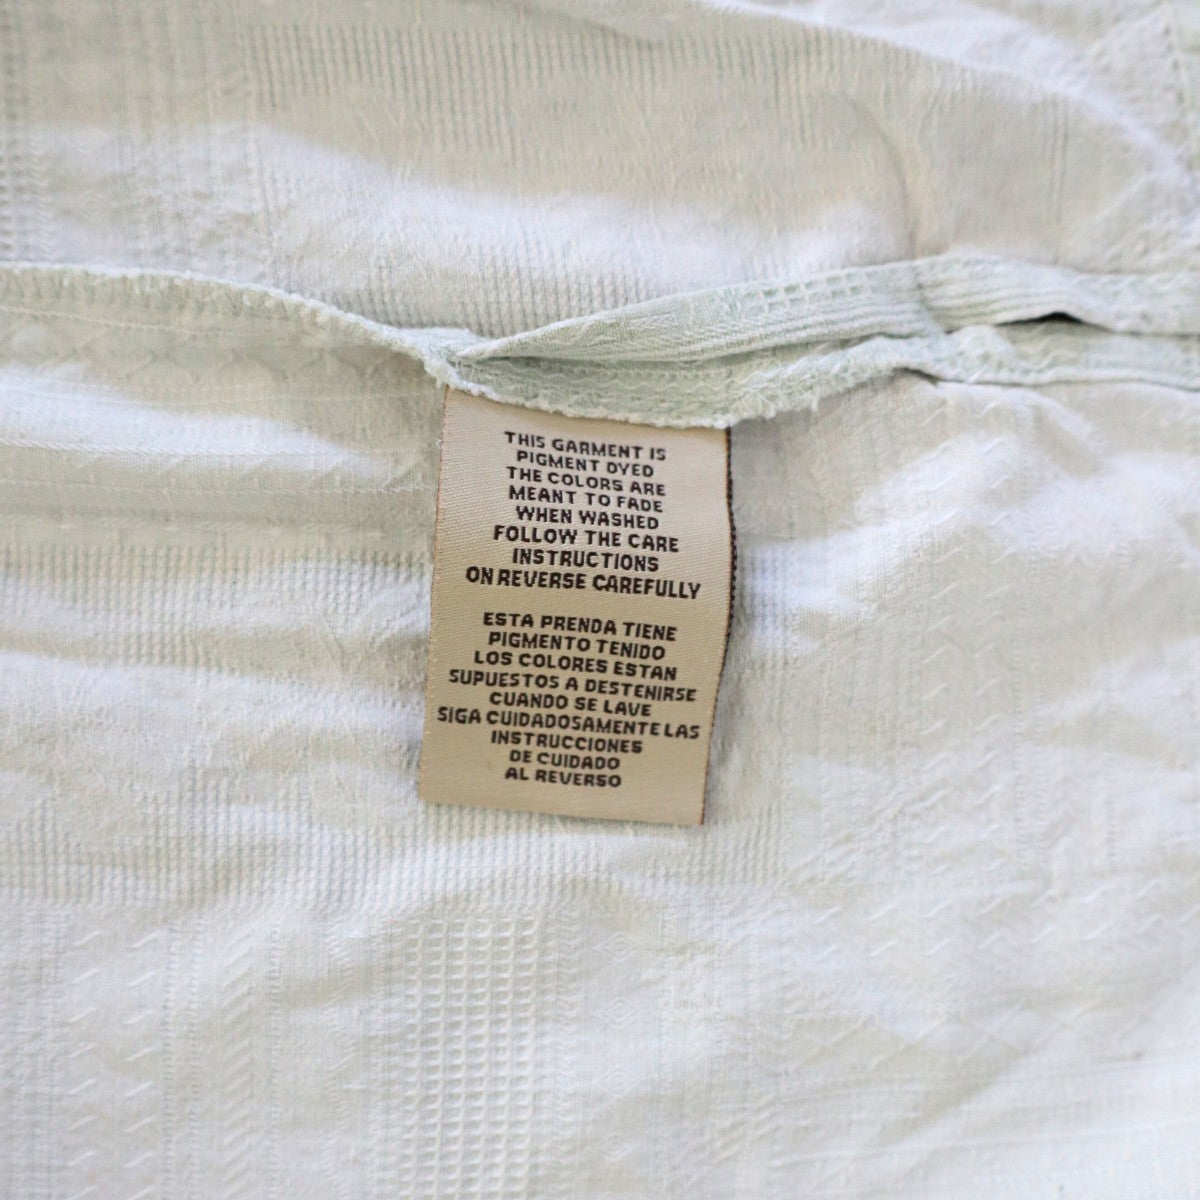 THIS GARMENT IS
PIGMENT DYED
THE COLORS ARE
MEANT TO FADE
WHEN WASHED
FOLLOW THE CARE
INSTRUCTIONS
ON REVERSE CAREFULLY
ESTA PRENDA TIENE
PIGMENTO TENIDO
LOS COLORES ESTAN
SUPUESTOS A DESTENIRSE
CUANDO SE LAVE
SIGA CUIDADOSAMENTE LAS
INSTRUCCIONES
DE CUIDADO
AL REVERSO